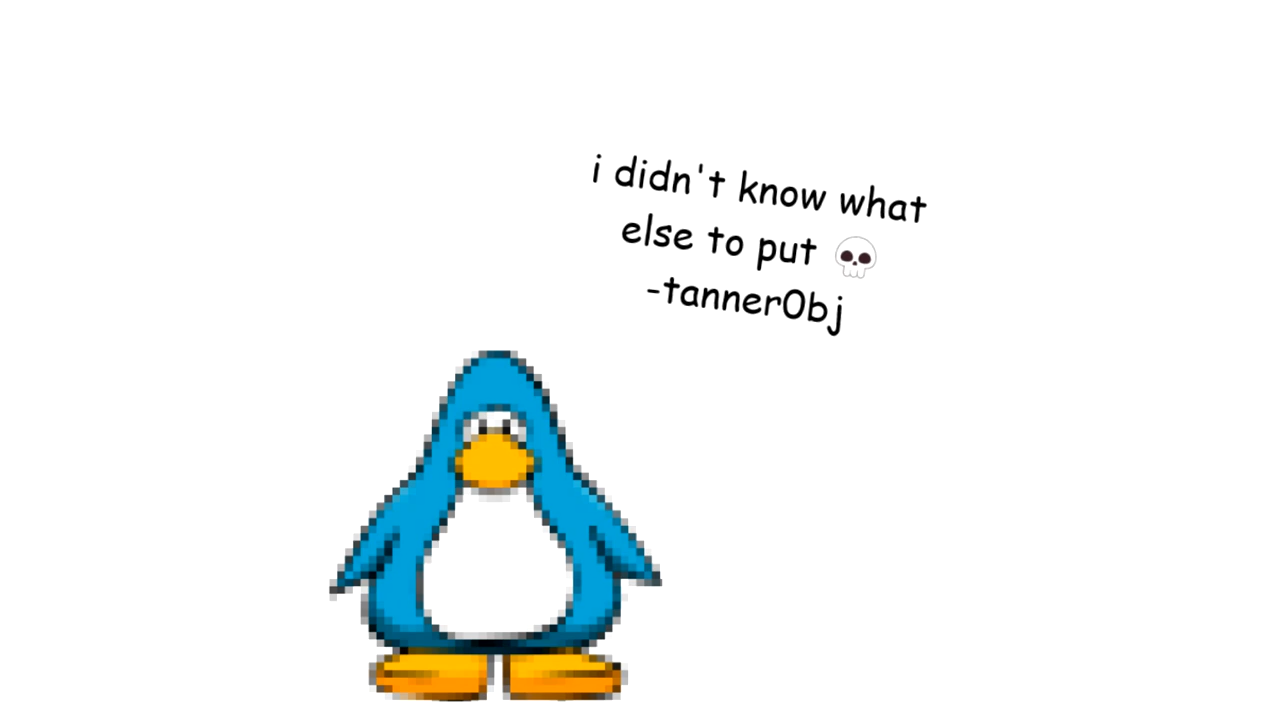 i didn't know what
else to put 💀
-tanner0bj